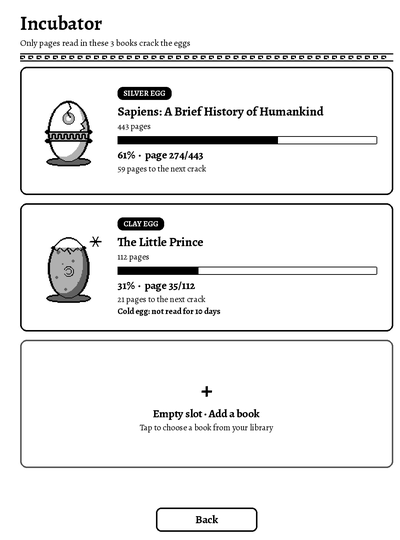 Incubator
Only pages read in these 3 books crack the eggs
SILVER EGG
Sapiens: A Brief History of Humankind
443 pages
61% · page 274/443
59 pages to the next crack
CLAY EGG
The Little Prince
112 pages
31% · page 35/112
21 pages to the next crack
Cold egg: not read for 10 days
+
Empty slot · Add a book
Tap to choose a book from your library
Back